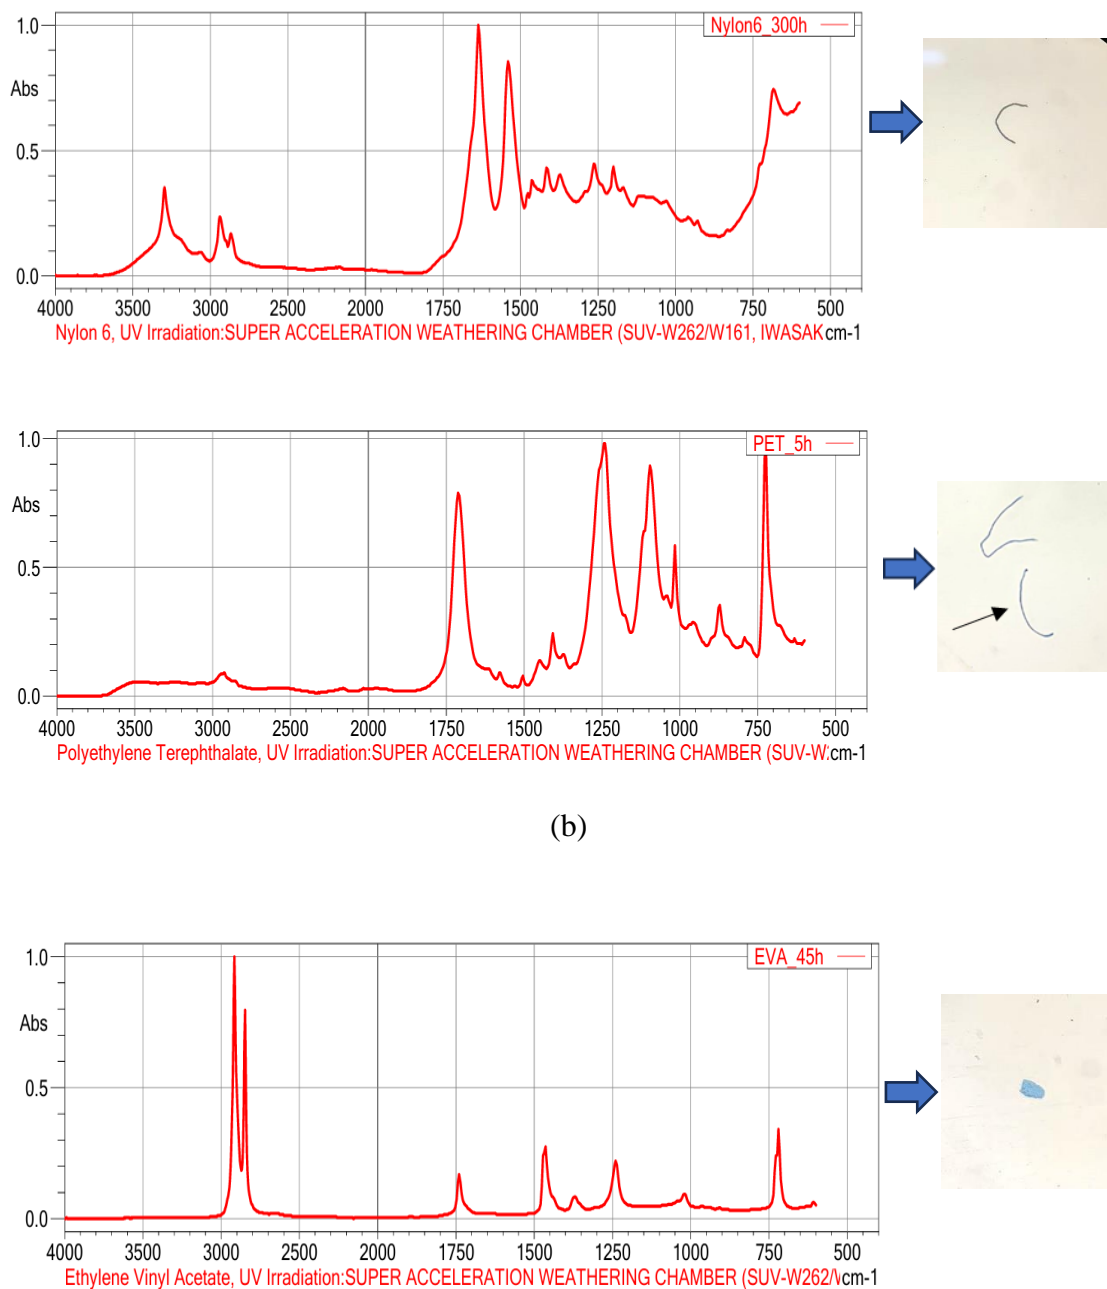 1.0
Nylon6_300h
Abs
0.5
0.0
4000 3500 3000 2500 2000 1750 1500 1250 1000 750 500
Nylon 6, UV Irradiation:SUPER ACCELERATION WEATHERING CHAMBER (SUV-W262/W161, IWASAK cm-1
1.0
PET_5h
Abs
0.5
0.0
4000 3500 3000 2500 2000 1750 1500 1250 1000 750 500
Polyethylene Terephthalate, UV Irradiation:SUPER ACCELERATION WEATHERING CHAMBER (SUV-W: cm-1
(b)
1.0
EVA_45h
Abs
0.5
0.0
4000 3500 3000 2500 2000 1750 1500 1250 1000 750 500
Ethylene Vinyl Acetate, UV Irradiation:SUPER ACCELERATION WEATHERING CHAMBER (SUV-W262/ cm-1